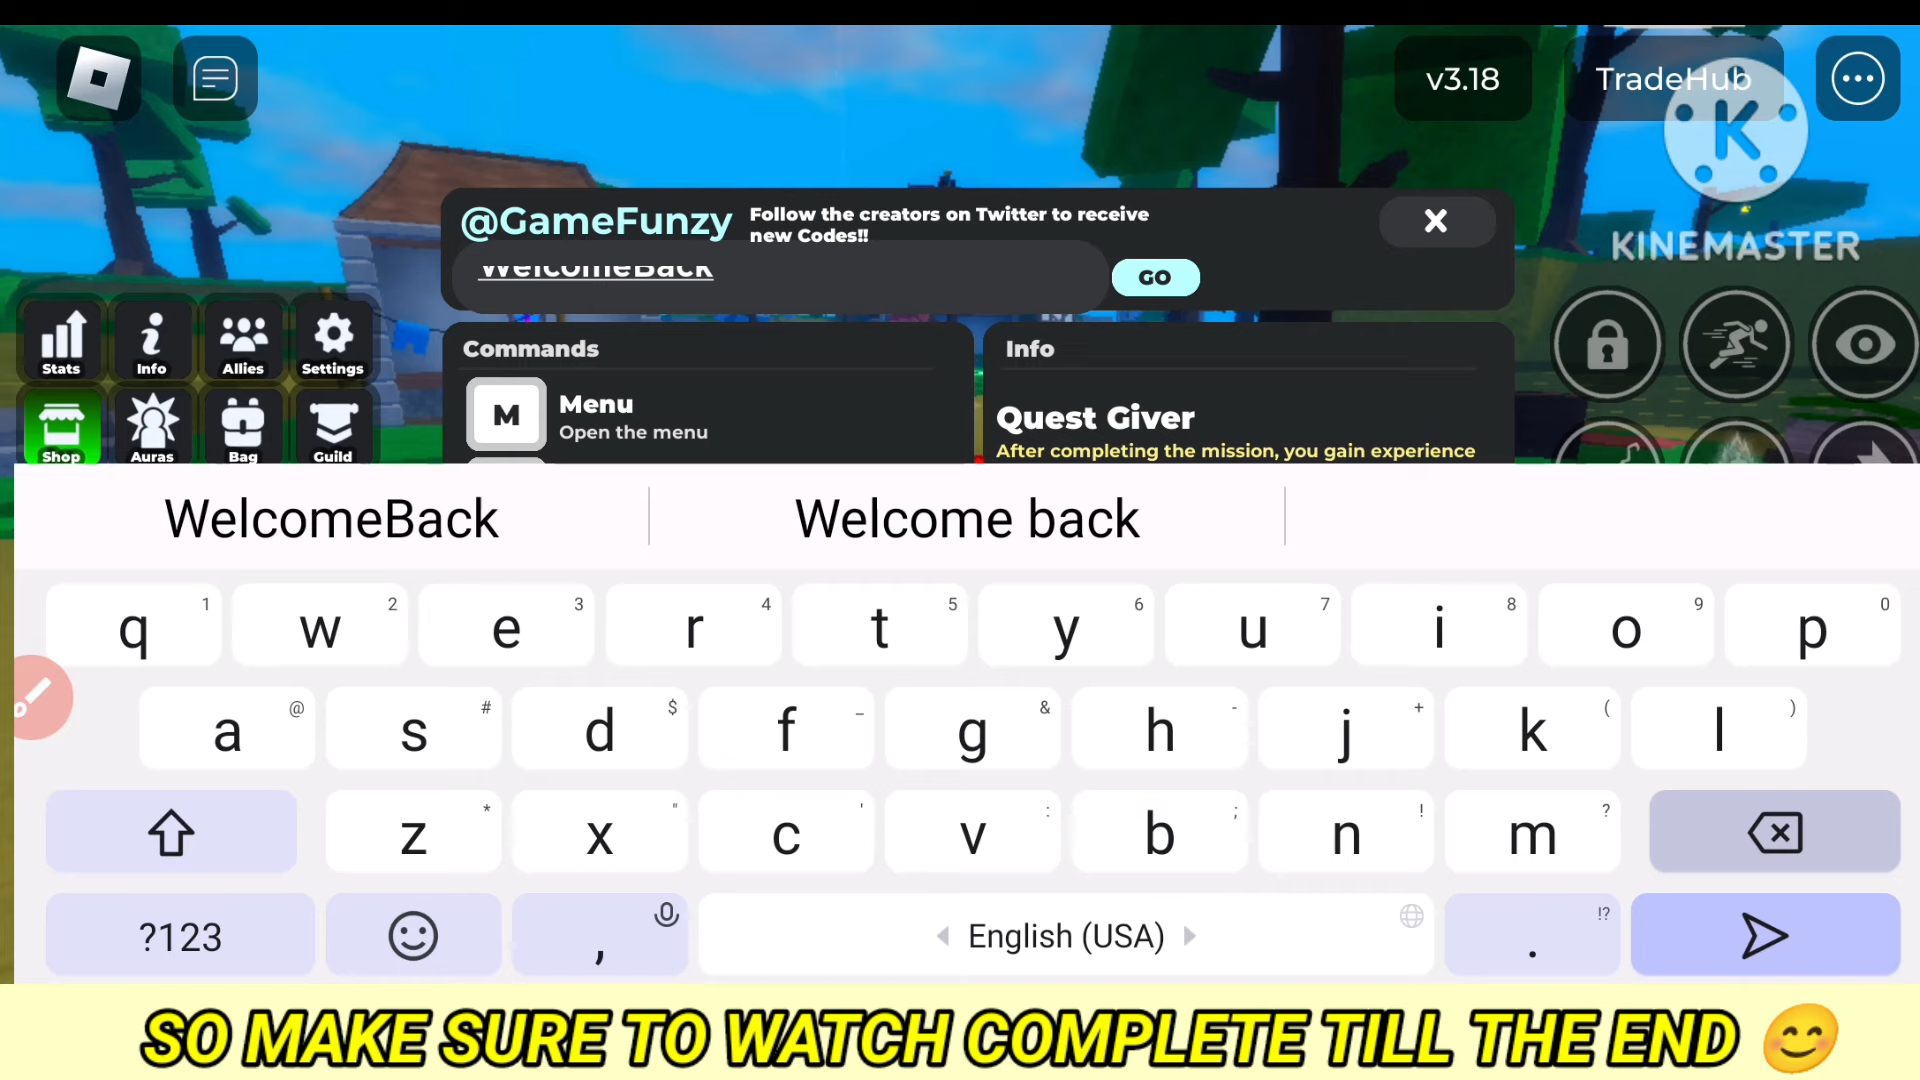 v3.18
TradeHub
K
KINEMASTER
@GameFunzy
Follow the creators on Twitter to receive
new Codes!!
X
WelcomeBack
GO
Stats
Info
Allies
Settings
Shop
Auras
Bag
Guild
Commands
M
Menu
Open the menu
Info
Quest Giver
After completing the mission, you gain experience
WelcomeBack
Welcome back
q 1 w 2 e 3 r 4 t 5 y 6 u 7 i 8 o 9 p 0
a @ s # d $ f _ g & h - j + k ( l )
z * x " c ' v : b ; n ! m ?
?123 , English (USA) . !?
SO MAKE SURE TO WATCH COMPLETE TILL THE END 😊